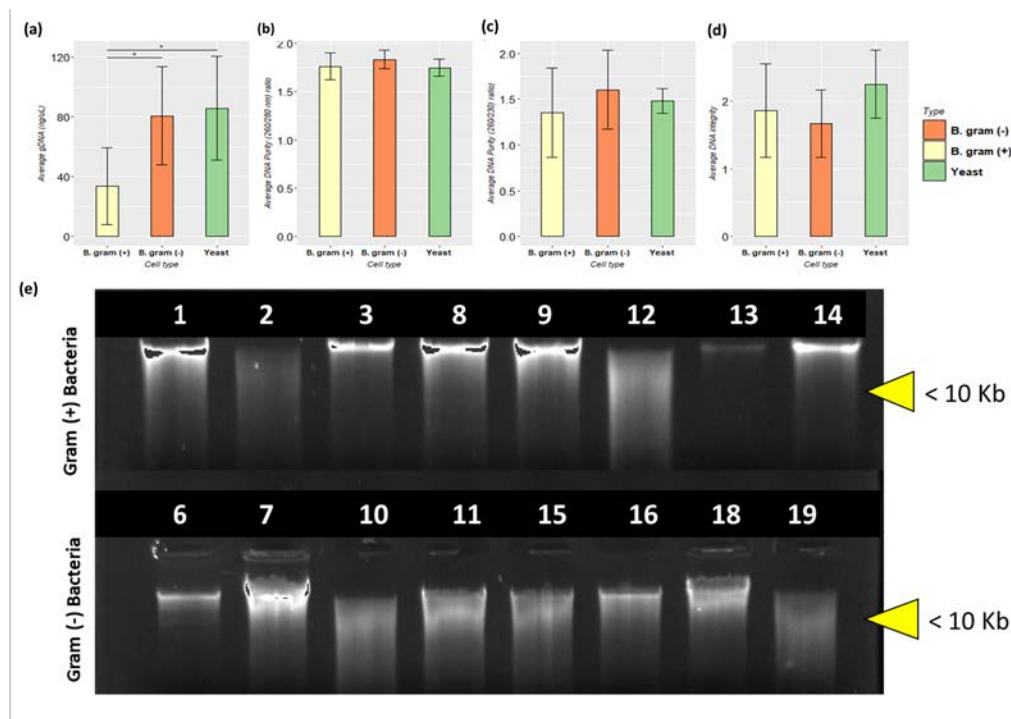 (a)
(b)
(c)
(d)
*
*
Average gDNA (ng/uL)
120
80
40
0
B. gram (+) B. gram (-) Yeast
Cell type
Average DNA Purity (260/280 nm) ratio
2.0
1.5
1.0
0.5
0.0
B. gram (+) B. gram (-) Yeast
Cell type
Average DNA Purity (260/230) ratio
2.0
1.5
1.0
0.5
0.0
B. gram (+) B. gram (-) Yeast
Cell type
Average DNA integrity
2
1
0
B. gram (+) B. gram (-) Yeast
Cell type
Type
B. gram (-)
B. gram (+)
Yeast
(e)
Gram (+) Bacteria
1 2 3 8 9 12 13 14
< 10 Kb
Gram (-) Bacteria
6 7 10 11 15 16 18 19
< 10 Kb